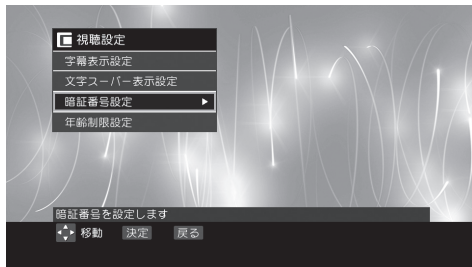 視聴設定
字幕表示設定
文字スーパー表示設定
暗証番号設定
年齢制限設定
暗証番号を設定します
移動 決定 戻る